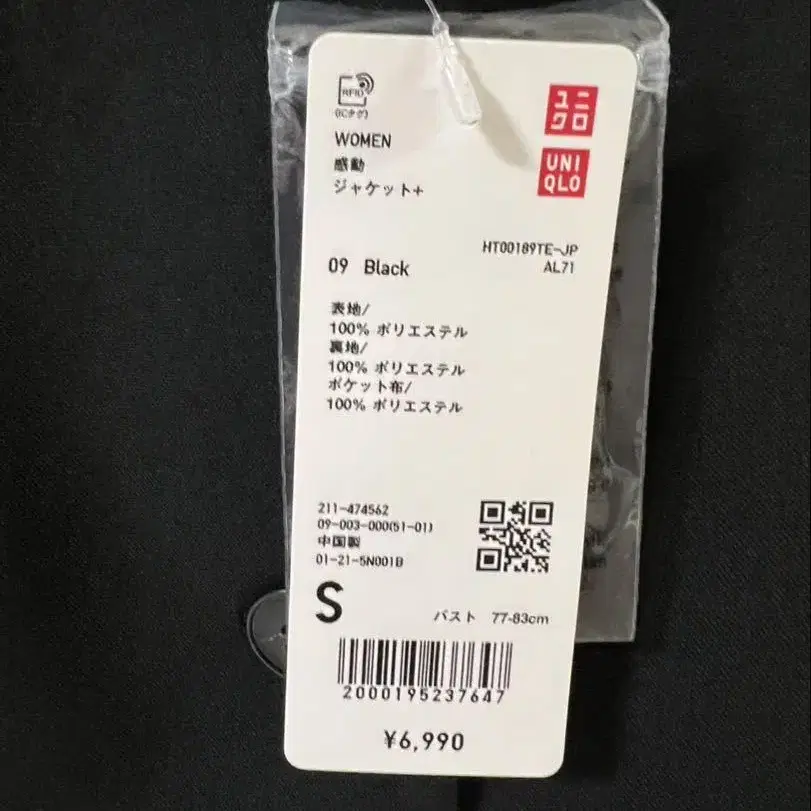 RFID
(ICタグ)
WOMEN
感動
ジャケット+
ユニ
クロ
UNI
QLO
HT00189TE-JP
09 Black
AL71
表地/
100% ポリエステル
裏地/
100% ポリエステル
ポケット布/
100% ポリエステル
211-474562
09-003-000(51-01)
中国製
01-21-5N001B
S
バスト 77-83cm
2000195237647
¥6,990